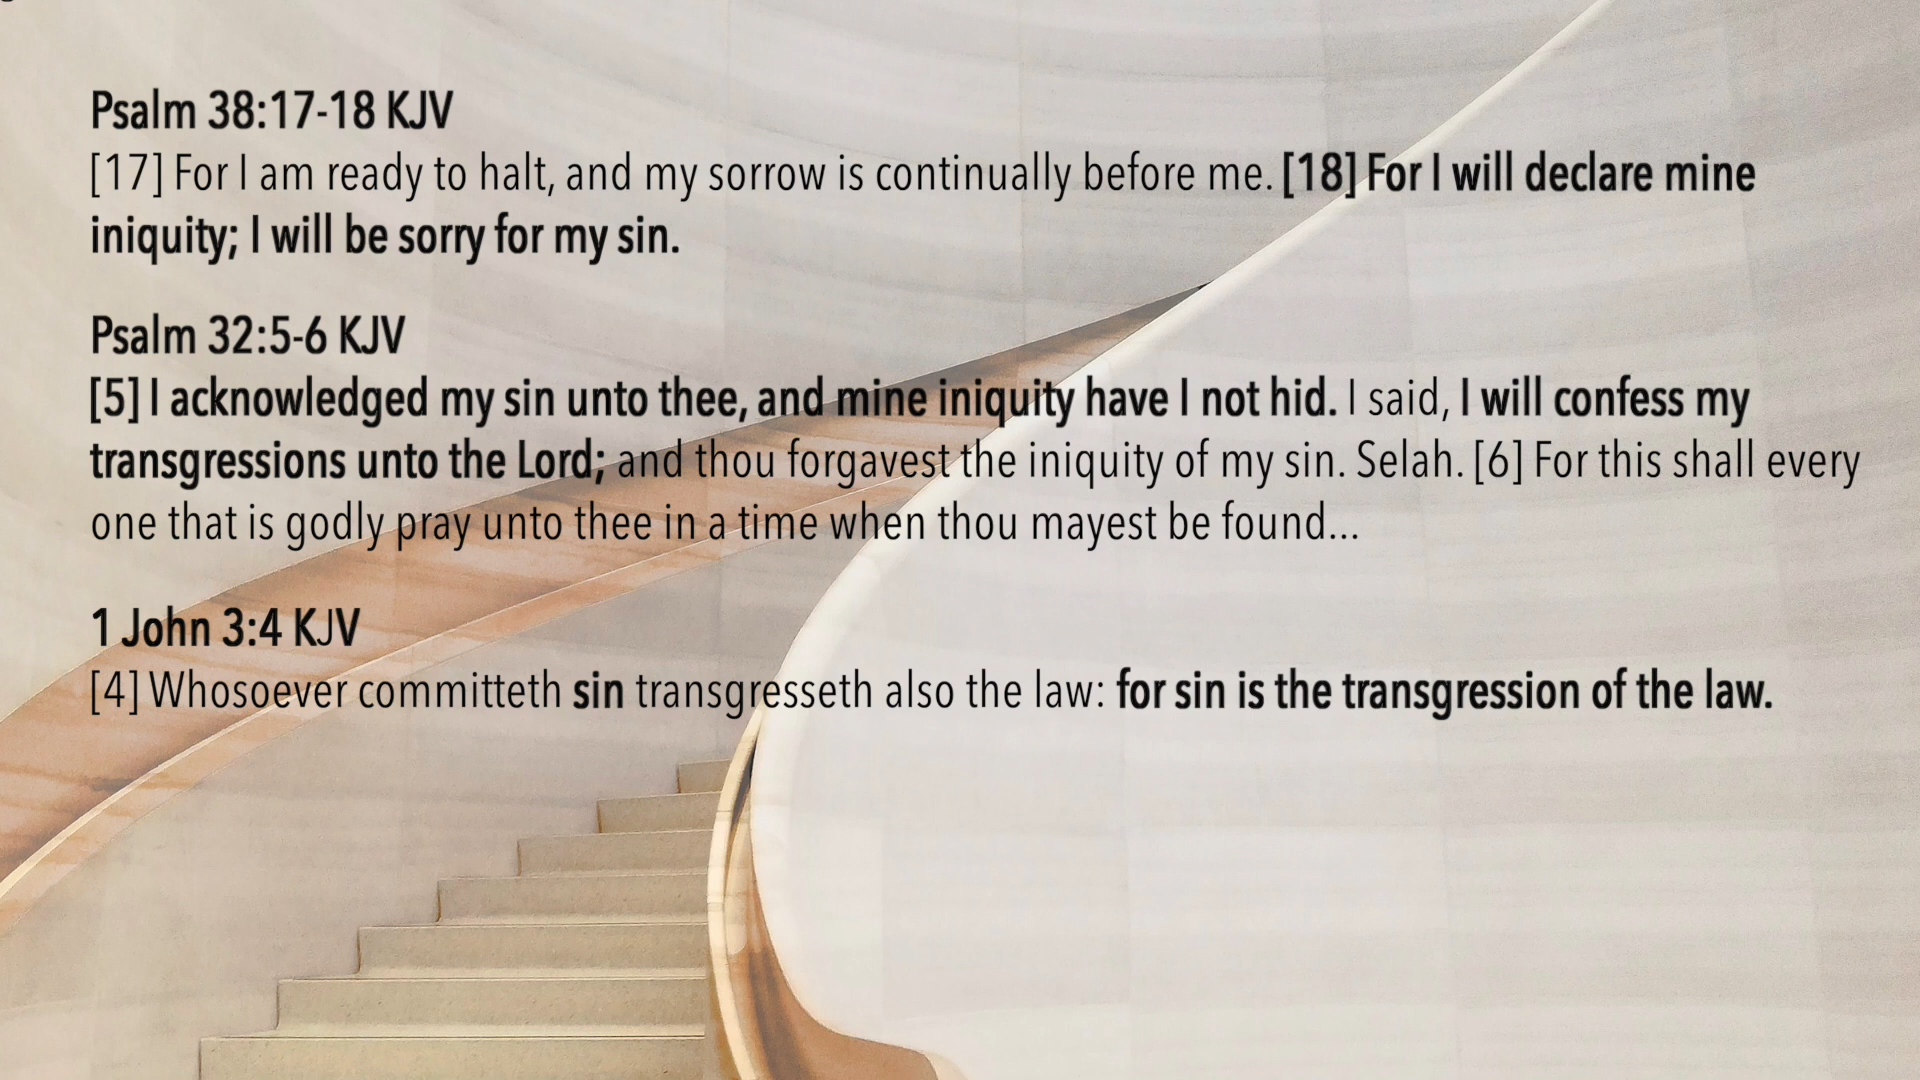 Psalm 38:17-18 KJV
[17] For I am ready to halt, and my sorrow is continually before me. [18] For I will declare mine
iniquity; I will be sorry for my sin.
Psalm 32:5-6 KJV
[5] I acknowledged my sin unto thee, and mine iniquity have I not hid. I said, I will confess my
transgressions unto the Lord; and thou forgavest the iniquity of my sin. Selah. [6] For this shall every
one that is godly pray unto thee in a time when thou mayest be found...
1 John 3:4 KJV
[4] Whosoever committeth sin transgresseth also the law: for sin is the transgression of the law.